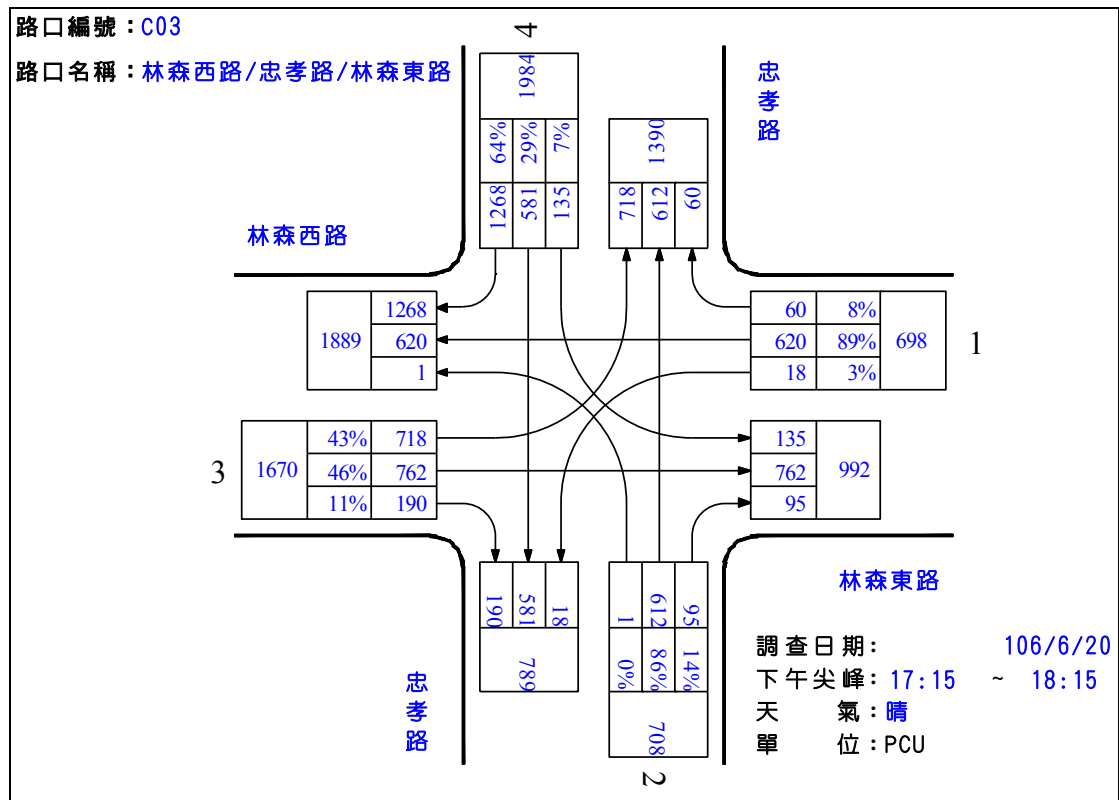 路口編號：C03
路口名稱：林森西路/忠孝路/林森東路
4
1984
64% 29% 7%
1268 581 135
1390
718 612 60
忠孝路
林森西路
1889
1268
620
1
60 8%
620 89%
18 3%
698
1
3
1670
43% 718
46% 762
11% 190
135
762
95
992
190 581 18
789
忠孝路
1 612 95
0% 86% 14%
708
2
林森東路
調查日期： 106/6/20
下午尖峰：17:15 ~ 18:15
天 氣：晴
單 位：PCU